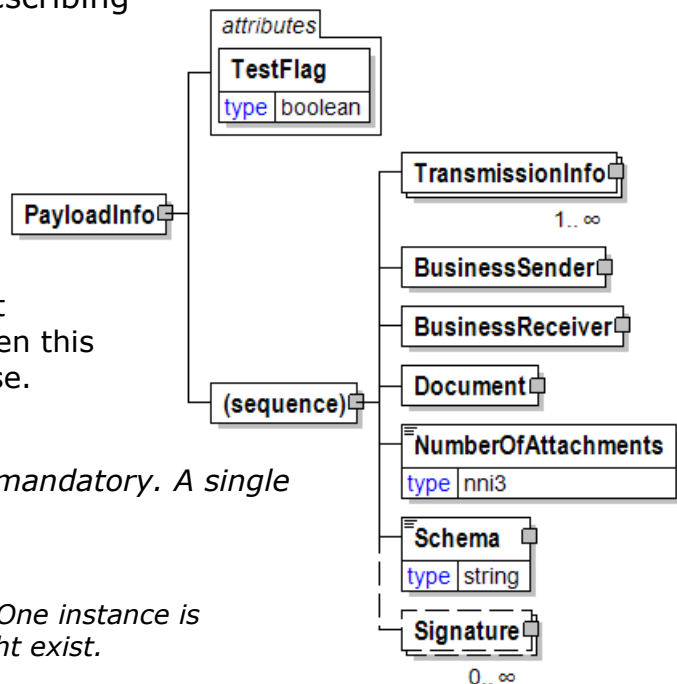 escribing
attributes
TestFlag
type boolean
TransmissionInfo
1.. ∞
PayloadInfo
BusinessSender
BusinessReceiver
en this
se.
Document
(sequence)
NumberOfAttachments
type nni3
mandatory. A single
Schema
type string
One instance is
ht exist.
Signature
0.. ∞